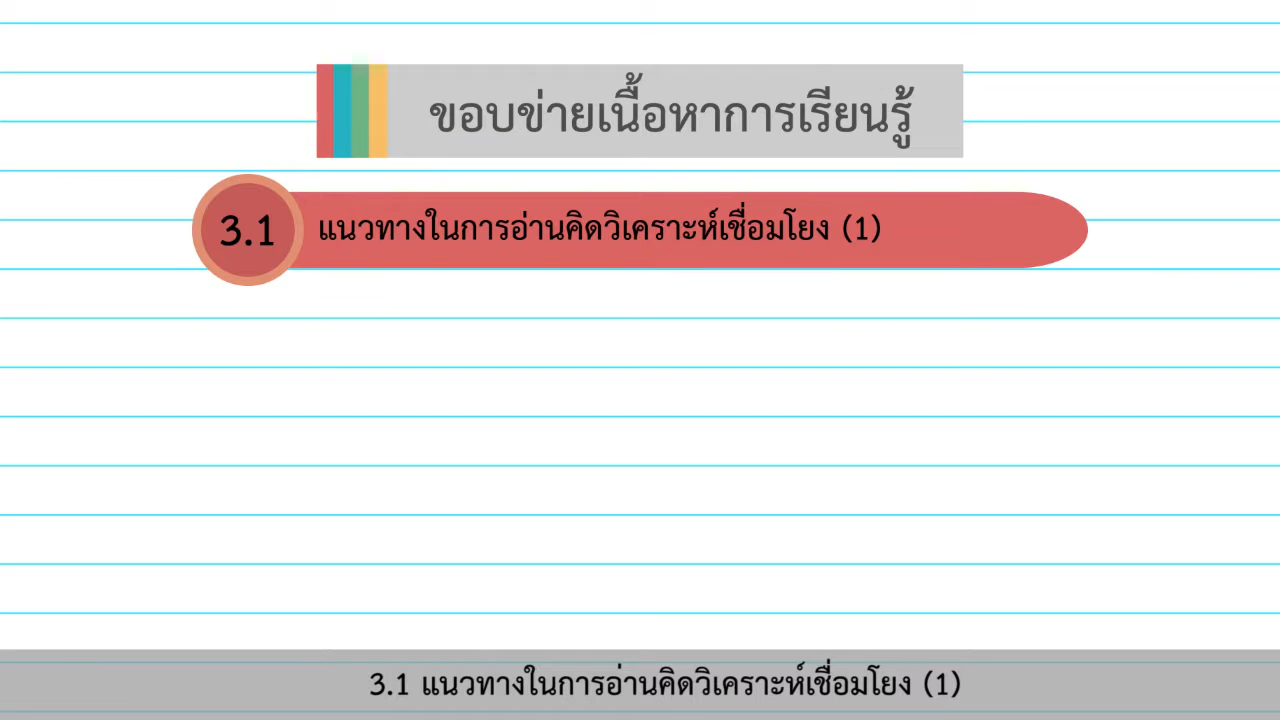 ขอบข่ายเนื้อหาการเรียนรู้
3.1 แนวทางในการอ่านคิดวิเคราะห์เชื่อมโยง (1)
3.1 แนวทางในการอ่านคิดวิเคราะห์เชื่อมโยง (1)